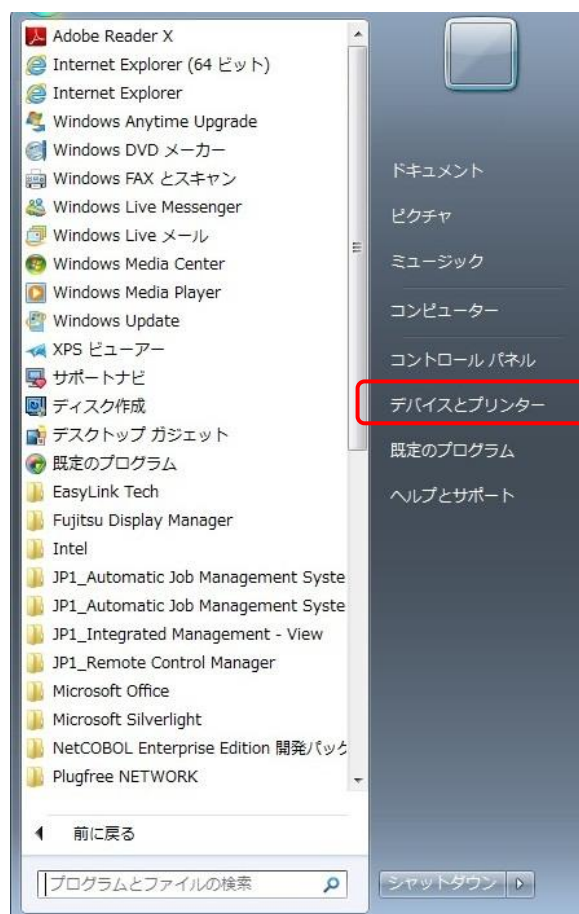 Adobe Reader X
Internet Explorer (64 ビット)
Internet Explorer
Windows Anytime Upgrade
Windows DVD メーカー
Windows FAX とスキャン
Windows Live Messenger
Windows Live メール
Windows Media Center
Windows Media Player
Windows Update
XPS ビューアー
サポートナビ
ディスク作成
デスクトップ ガジェット
既定のプログラム
EasyLink Tech
Fujitsu Display Manager
Intel
JP1_Automatic Job Management Syste
JP1_Automatic Job Management Syste
JP1_Integrated Management - View
JP1_Remote Control Manager
Microsoft Office
Microsoft Silverlight
NetCOBOL Enterprise Edition 開発パック
Plugfree NETWORK
前に戻る
プログラムとファイルの検索
ドキュメント
ピクチャ
ミュージック
コンピューター
コントロール パネル
デバイスとプリンター
既定のプログラム
ヘルプとサポート
シャットダウン